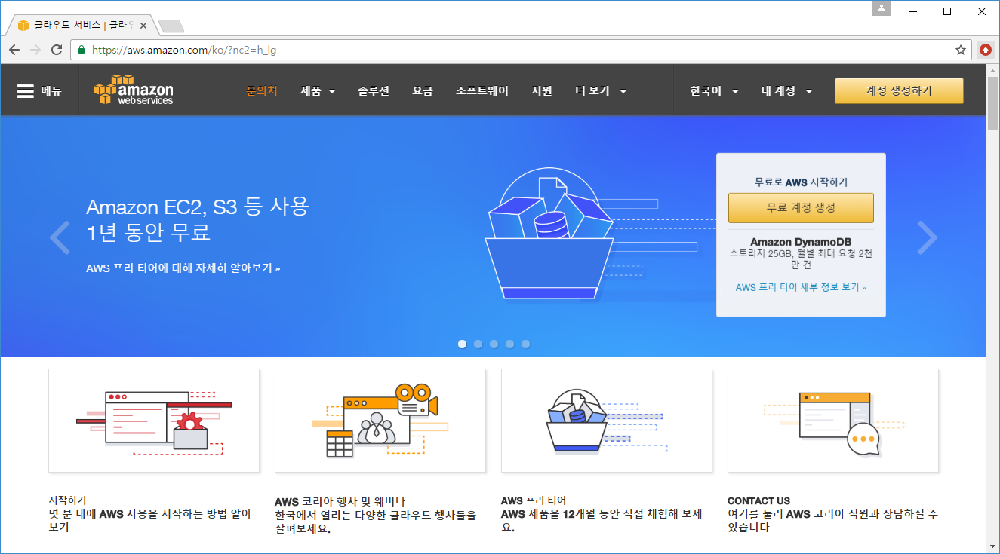 클라우드 서비스 | 클라우
https://aws.amazon.com/ko/?nc2=h_lg
메뉴
amazon
web services
문의처
제품
솔루션
요금
소프트웨어
지원
더 보기
한국어
내 계정
계정 생성하기
Amazon EC2, S3 등 사용
1년 동안 무료
AWS 프리 티어에 대해 자세히 알아보기 »
무료로 AWS 시작하기
무료 계정 생성
Amazon DynamoDB
스토리지 25GB, 월별 최대 요청 2천
만 건
AWS 프리 티어 세부 정보 보기 »
시작하기
몇 분 내에 AWS 사용을 시작하는 방법 알아
보기
AWS 코리아 행사 및 웨비나
한국에서 열리는 다양한 클라우드 행사들을
살펴보세요.
AWS 프리 티어
AWS 제품을 12개월 동안 직접 체험해 보세
요.
CONTACT US
여기를 눌러 AWS 코리아 직원과 상담하실 수
있습니다